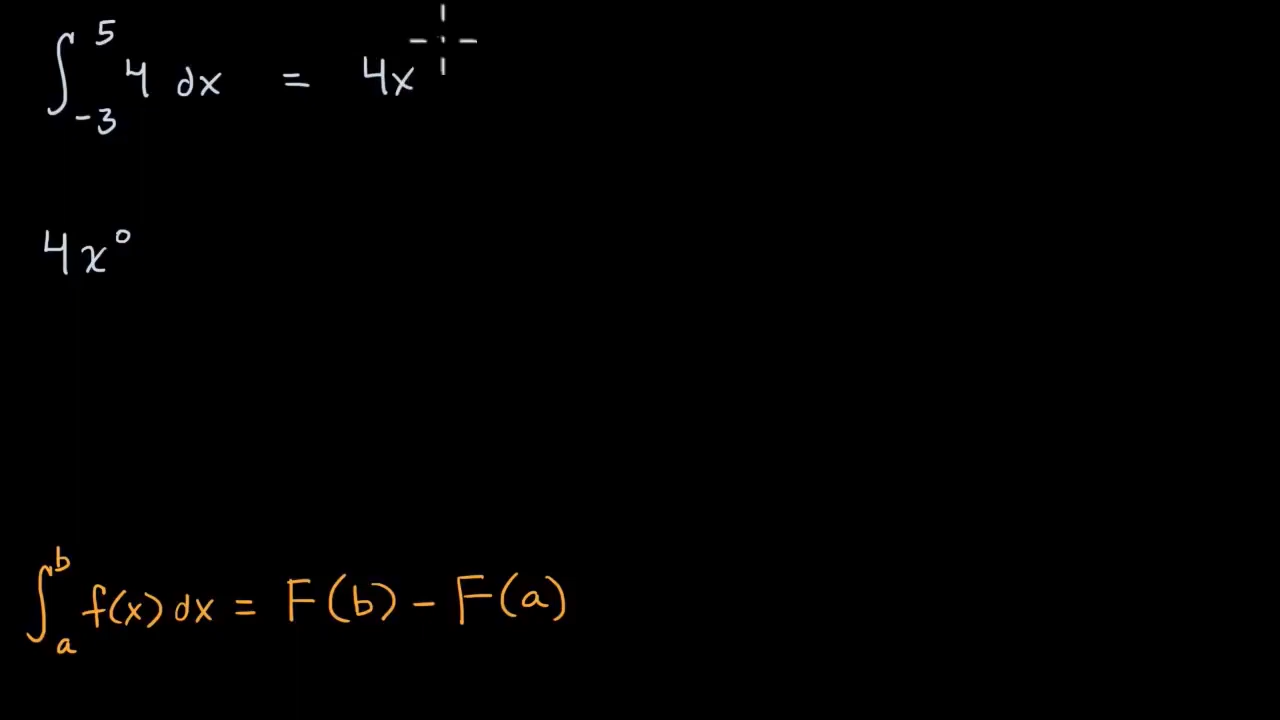 ∫₋₃⁵ 4 dx = 4x
4x⁰
∫ₐᵇ f(x) dx = F(b) - F(a)